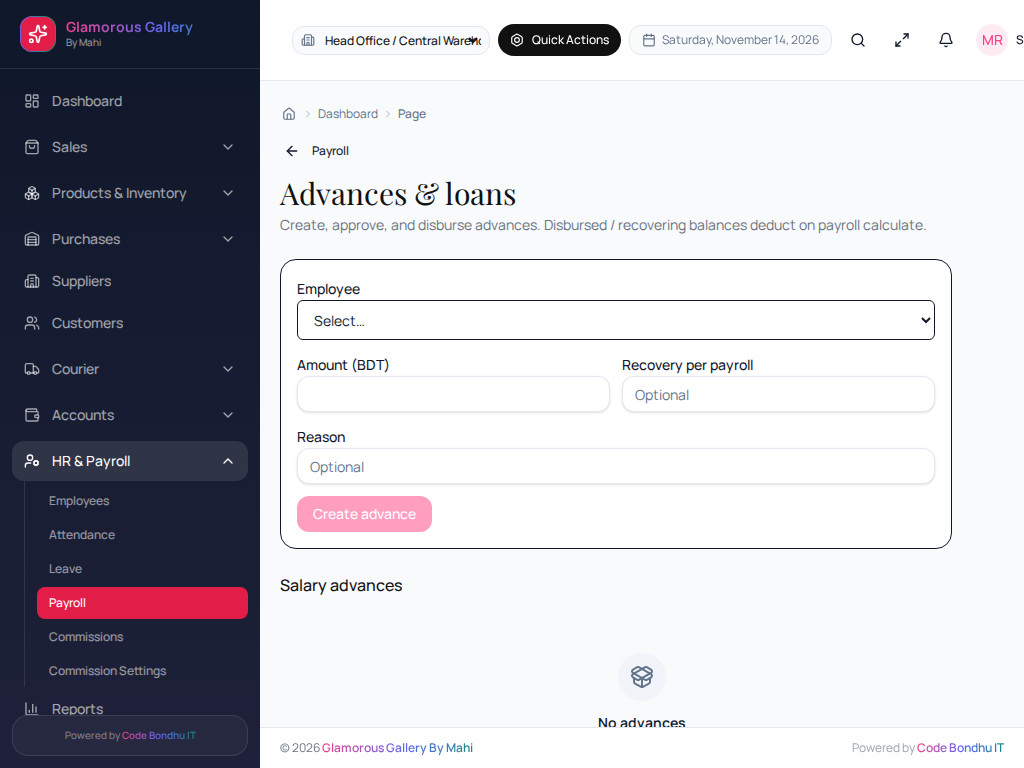 Glamorous Gallery
By Mahi
Dashboard
Sales
Products & Inventory
Purchases
Suppliers
Customers
Courier
Accounts
HR & Payroll
Employees
Attendance
Leave
Payroll
Commissions
Commission Settings
Reports
Powered by Code Bondhu IT
Head Office / Central
Quick Actions
Saturday, November 14, 2026
MR
Dashboard
Page
Payroll
Advances & loans
Create, approve, and disburse advances. Disbursed / recovering balances deduct on payroll calculate.
Employee
Select…
Amount (BDT)
Recovery per payroll
Optional
Reason
Optional
Create advance
Salary advances
No advances
© 2026 Glamorous Gallery By Mahi
Powered by Code Bondhu IT